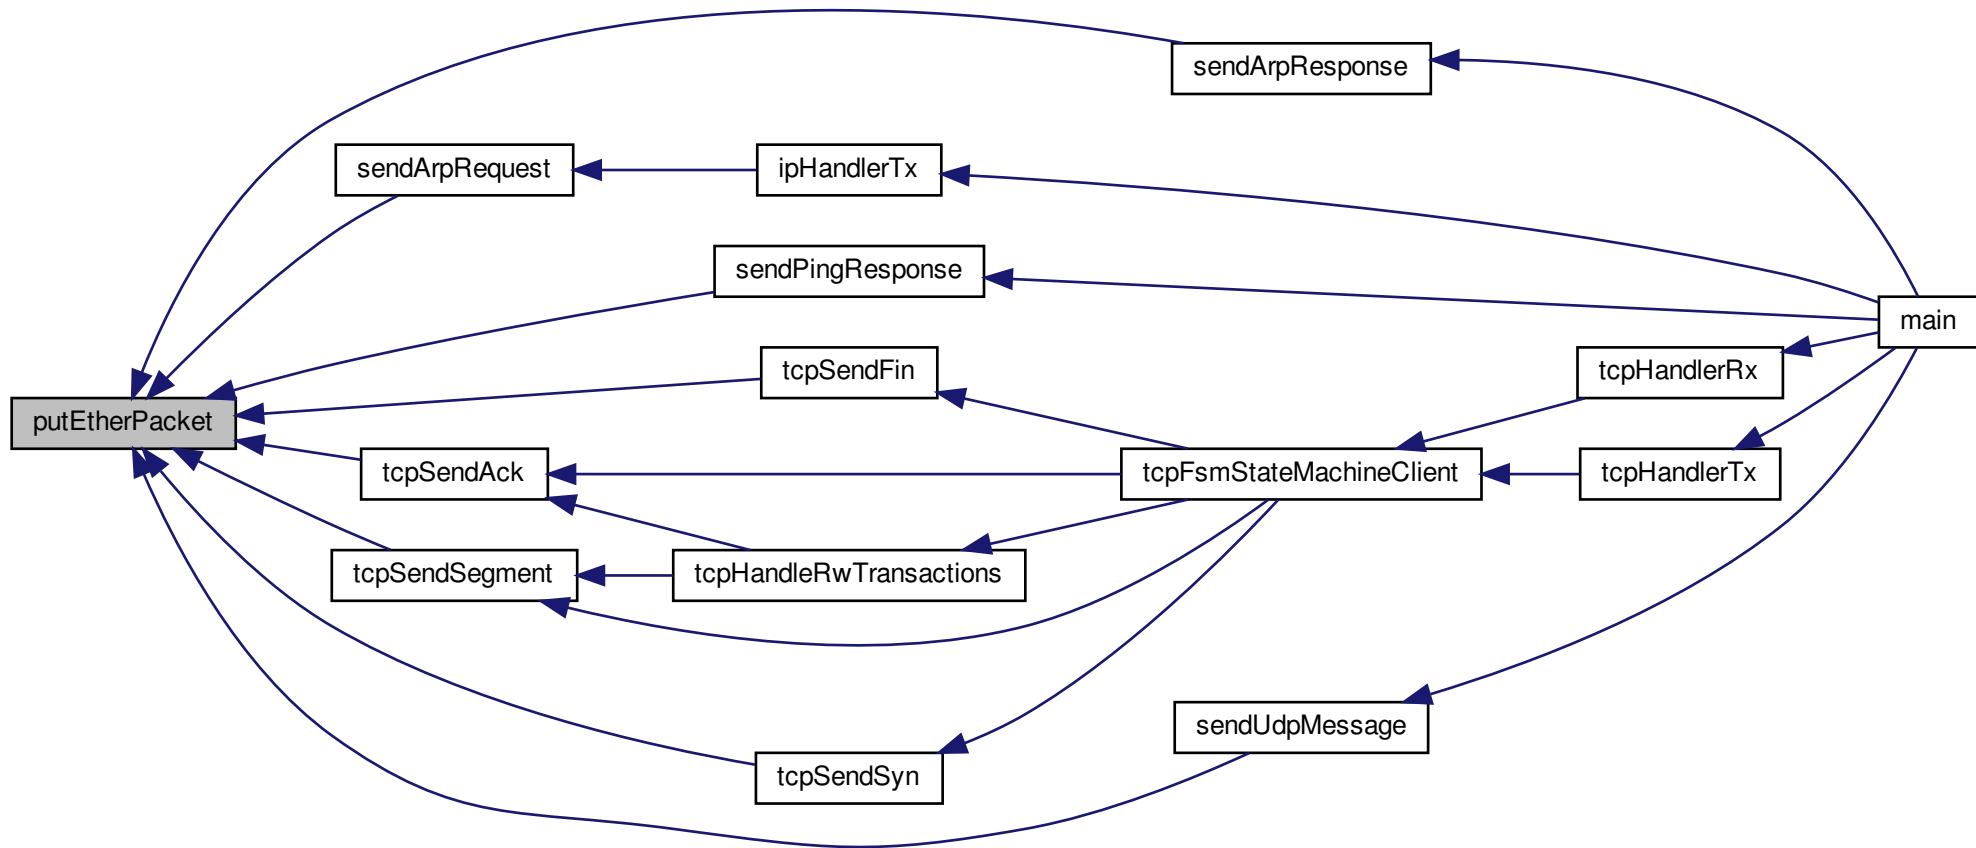 sendArpResponse
sendArpRequest
ipHandlerTx
sendPingResponse
main
tcpSendFin
tcpHandlerRx
putEtherPacket
tcpSendAck
tcpFsmStateMachineClient
tcpHandlerTx
tcpSendSegment
tcpHandleRwTransactions
sendUdpMessage
tcpSendSyn